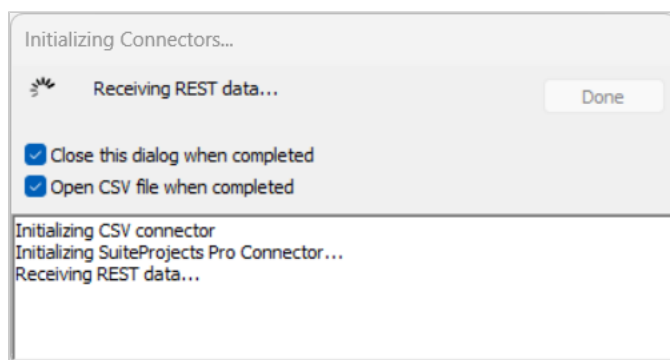 Initializing Connectors...
Receiving REST data...
Done
Close this dialog when completed
Open CSV file when completed
Initializing CSV connector
Initializing SuiteProjects Pro Connector...
Receiving REST data...